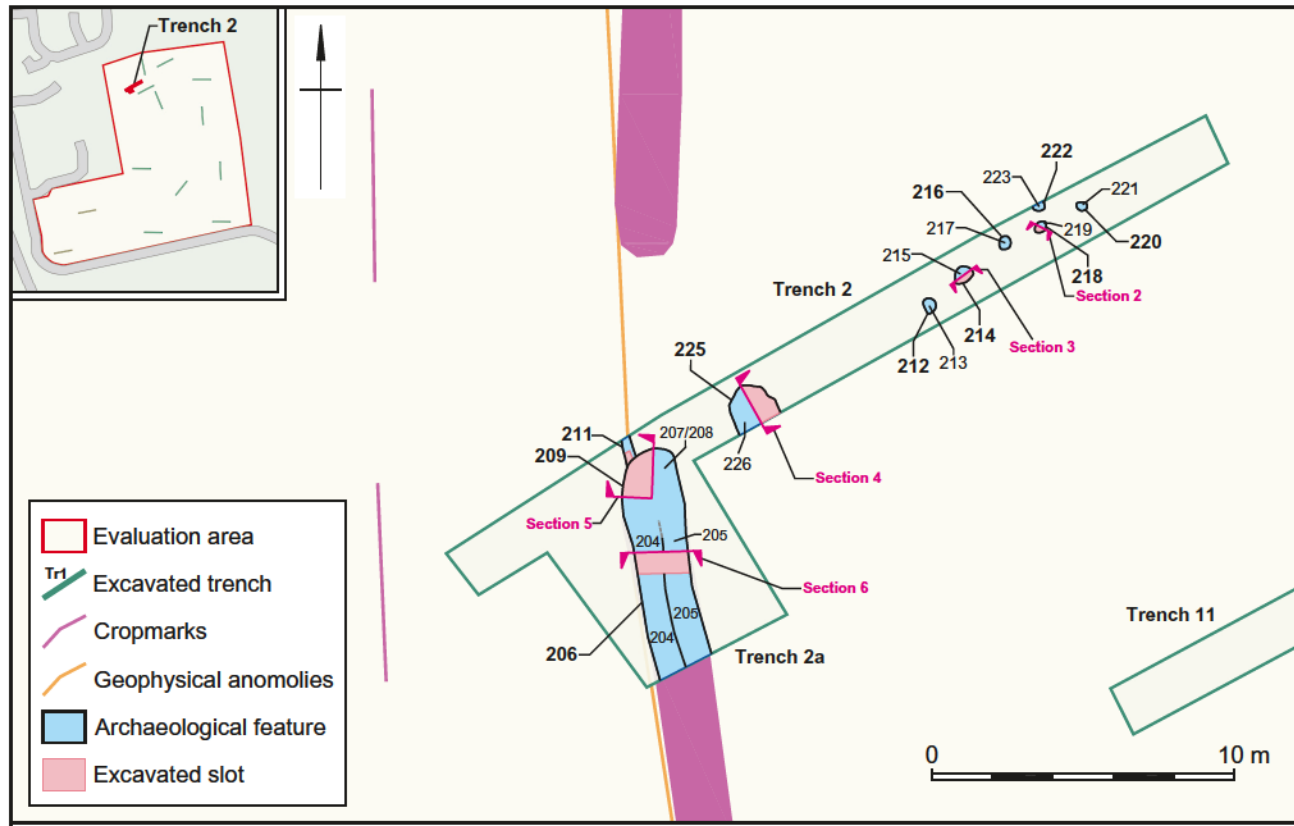 Trench 2
222
223
221
216
217
219
220
215
218
Trench 2
Section 2
214
Section 3
225
212
213
211
207/208
209
226
Section 4
Section 5
204
205
Section 6
205
204
206
Trench 2a
Trench 11
Evaluation area
Tr1
Excavated trench
Cropmarks
Geophysical anomolies
Archaeological feature
Excavated slot
0 10 m